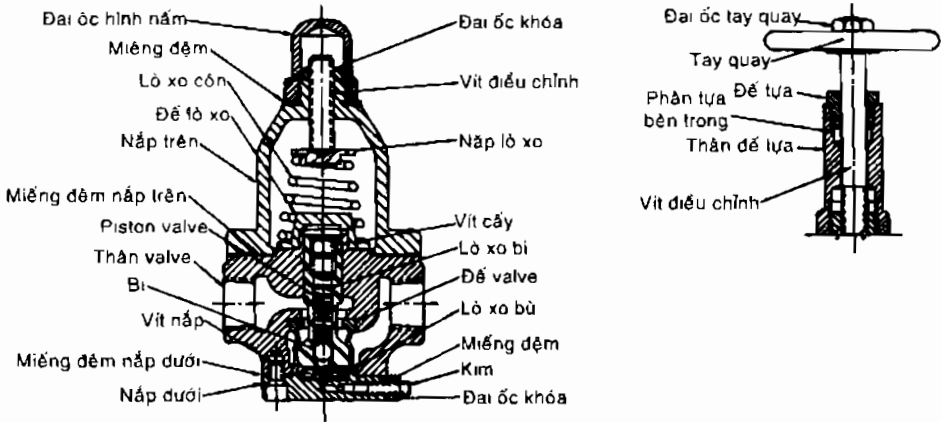 Đai ốc hình nấm
Miếng đệm
Lò xo côn
Đế lò xo
Nắp trên
Miếng đệm nắp trên
Piston valve
Thân valve
Bi
Vít nắp
Miếng đệm nắp dưới
Nắp dưới
Đai ốc khóa
Vít điều chỉnh
Nắp lò xo
Vít cấy
Lò xo bi
Đế valve
Lò xo bù
Miếng đệm
Kim
Đai ốc khóa
Đai ốc tay quay
Tay quay
Đế tựa
Phần tựa
bên trong
Thân đế tựa
Vít điều chỉnh